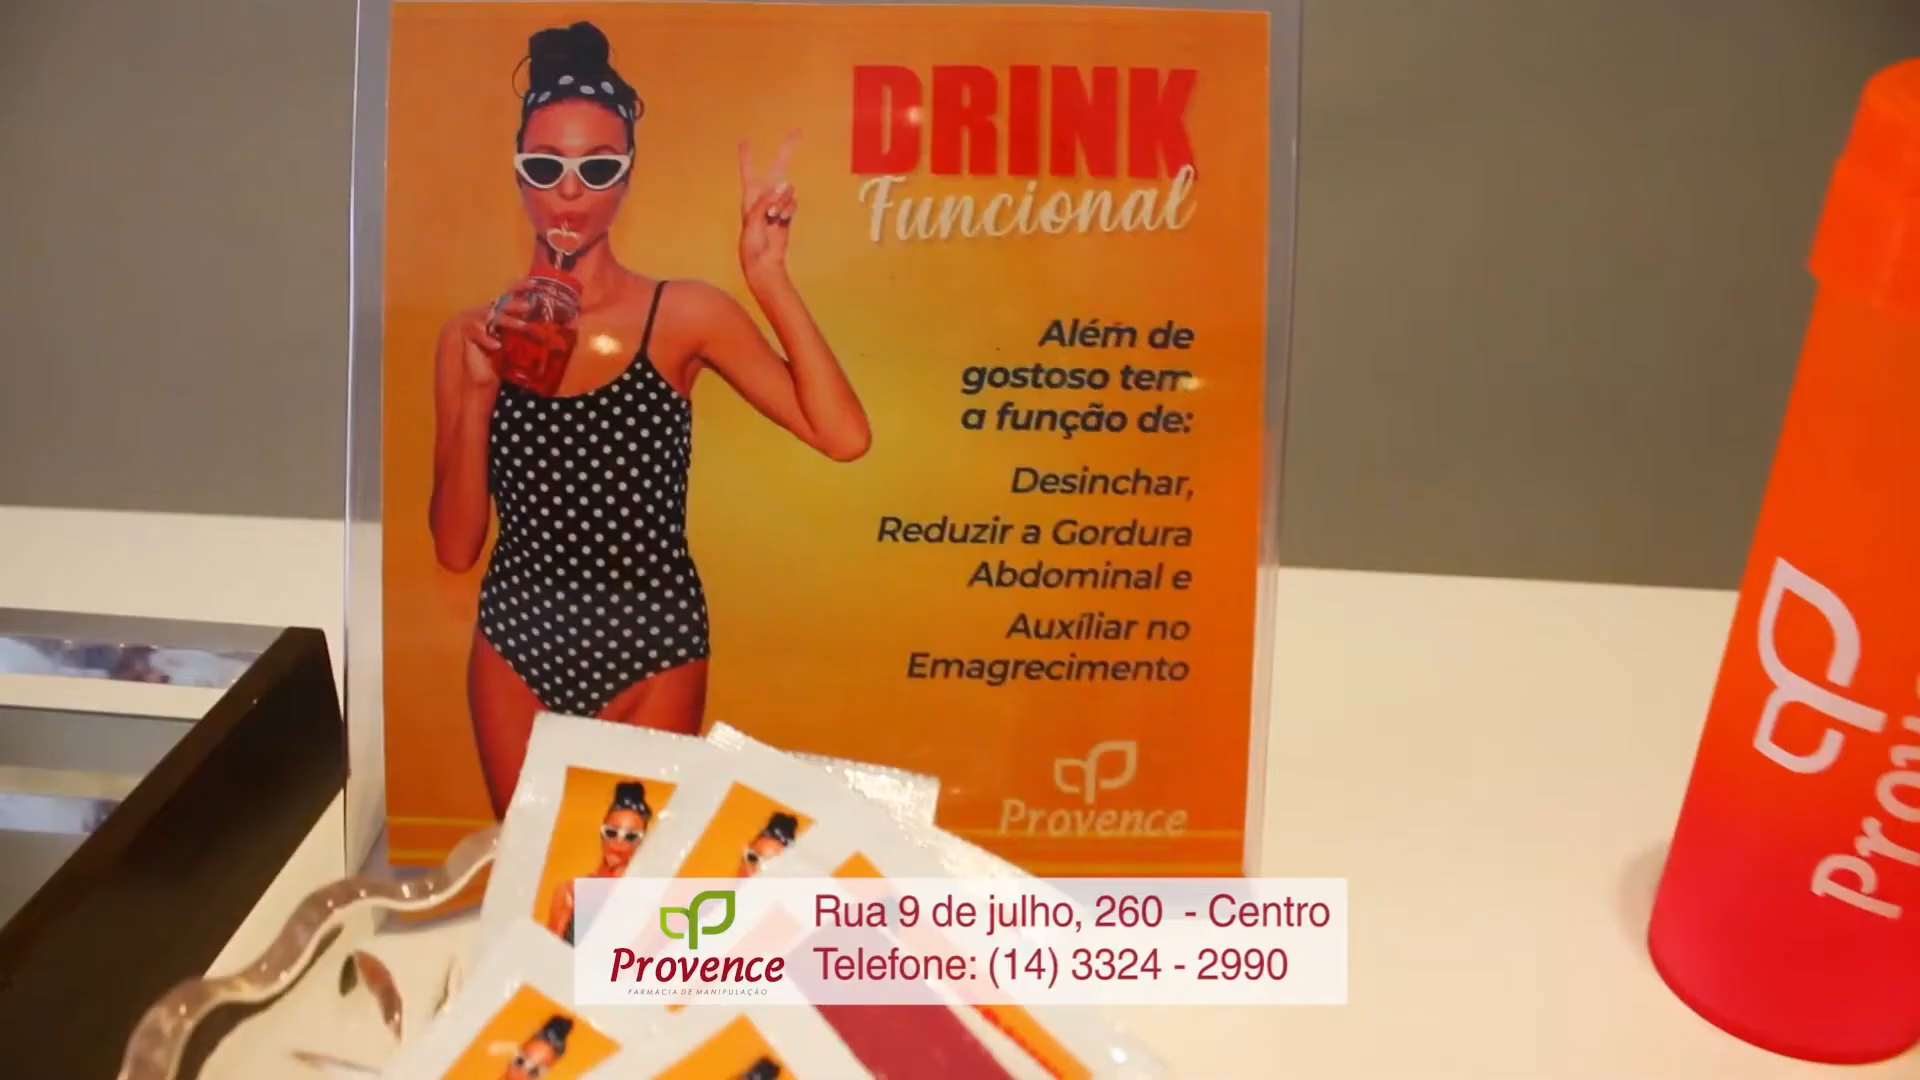 DRINK
Funcional
Além de
gostoso tem
a função de:
Desinchar,
Reduzir a Gordura
Abdominal e
Auxíliar no
Emagrecimento
Provence
Provence
FARMÁCIA DE MANIPULAÇÃO
Rua 9 de julho, 260 - Centro
Telefone: (14) 3324 - 2990